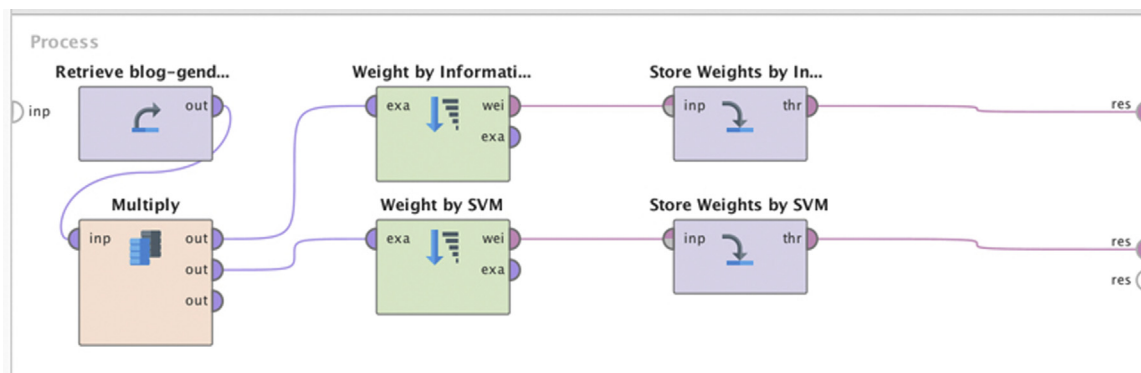 Process
Retrieve blog-gend...
Weight by Informati...
Store Weights by In...
inp
out
exa
wei
exa
inp
thr
res
Multiply
Weight by SVM
Store Weights by SVM
inp
out
out
out
exa
wei
exa
inp
thr
res
res